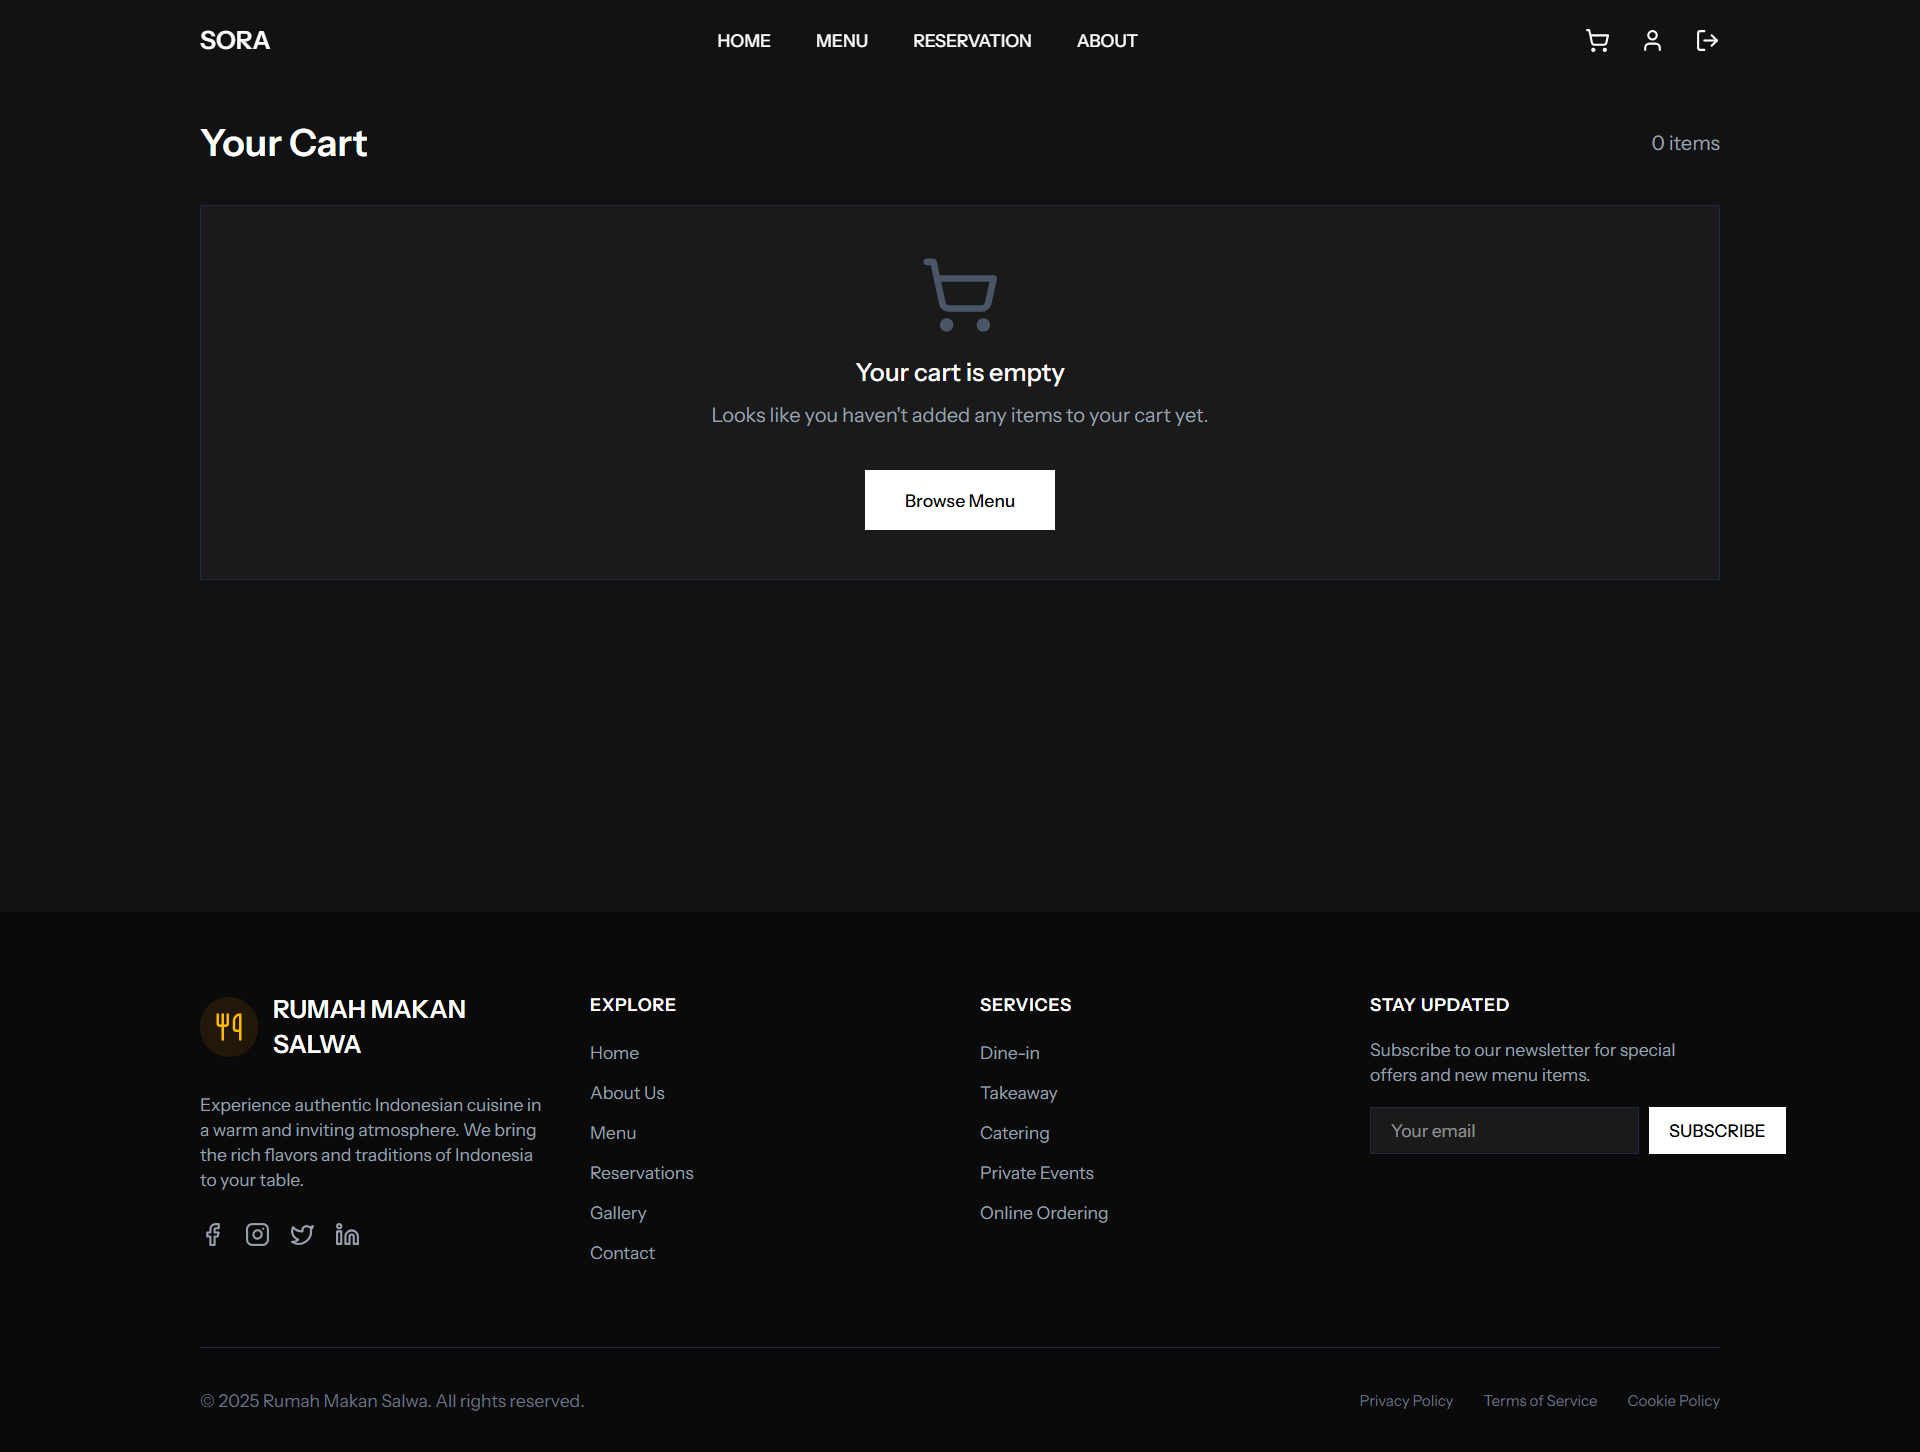 SORA
HOME
MENU
RESERVATION
ABOUT
Your Cart
0 items
Your cart is empty
Looks like you haven't added any items to your cart yet.
Browse Menu
RUMAH MAKAN
SALWA
Experience authentic Indonesian cuisine in
a warm and inviting atmosphere. We bring
the rich flavors and traditions of Indonesia
to your table.
EXPLORE
Home
About Us
Menu
Reservations
Gallery
Contact
SERVICES
Dine-in
Takeaway
Catering
Private Events
Online Ordering
STAY UPDATED
Subscribe to our newsletter for special
offers and new menu items.
Your email
SUBSCRIBE
© 2025 Rumah Makan Salwa. All rights reserved.
Privacy Policy
Terms of Service
Cookie Policy